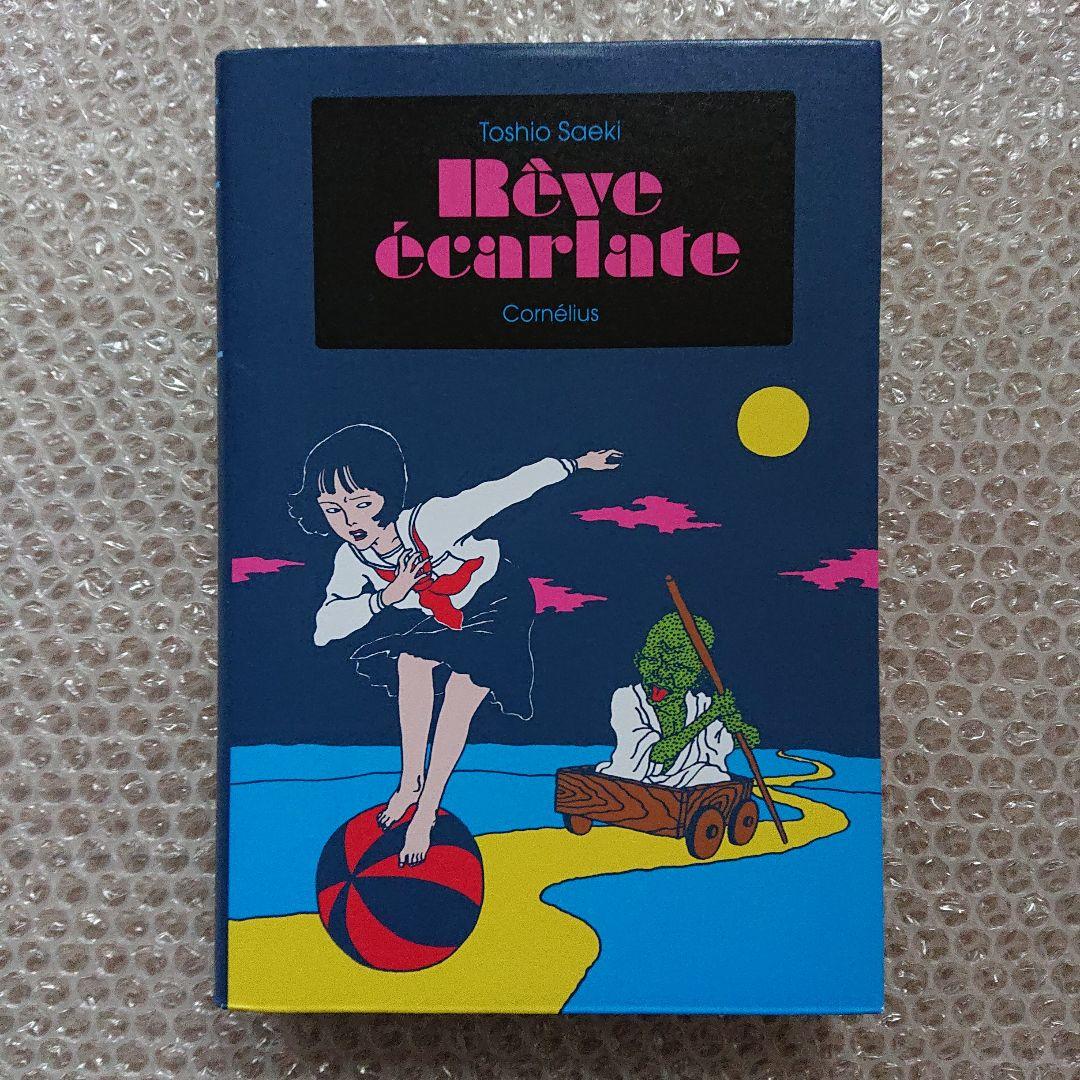 Toshio Saeki
Rêve
écarlate
Cornélius